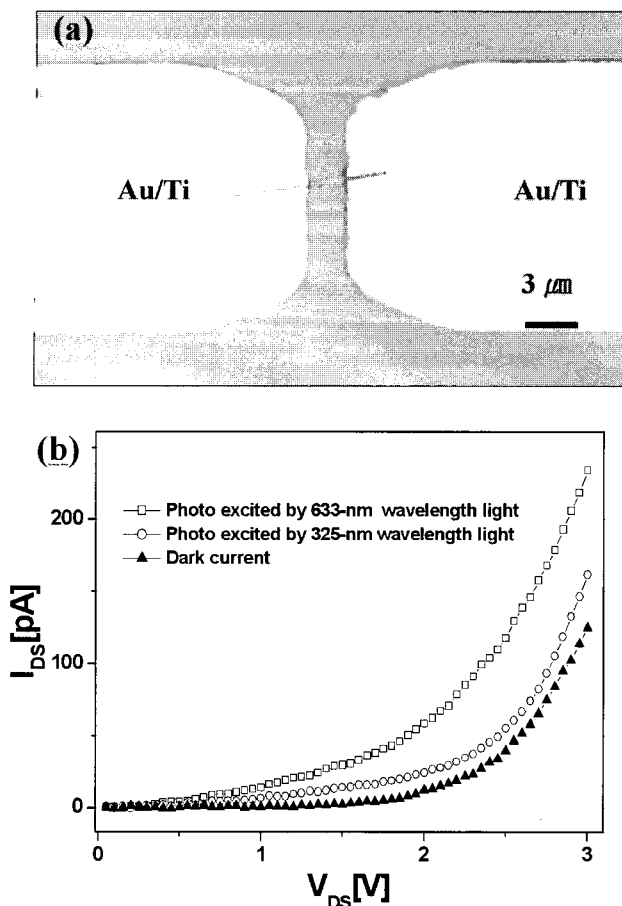 (a)
Au/Ti
Au/Ti
3 ㎛
(b)
Photo excited by 633-nm wavelength light
Photo excited by 325-nm wavelength light
Dark current
200
100
0
I_DS[pA]
0 1 2 3
V_DS[V]